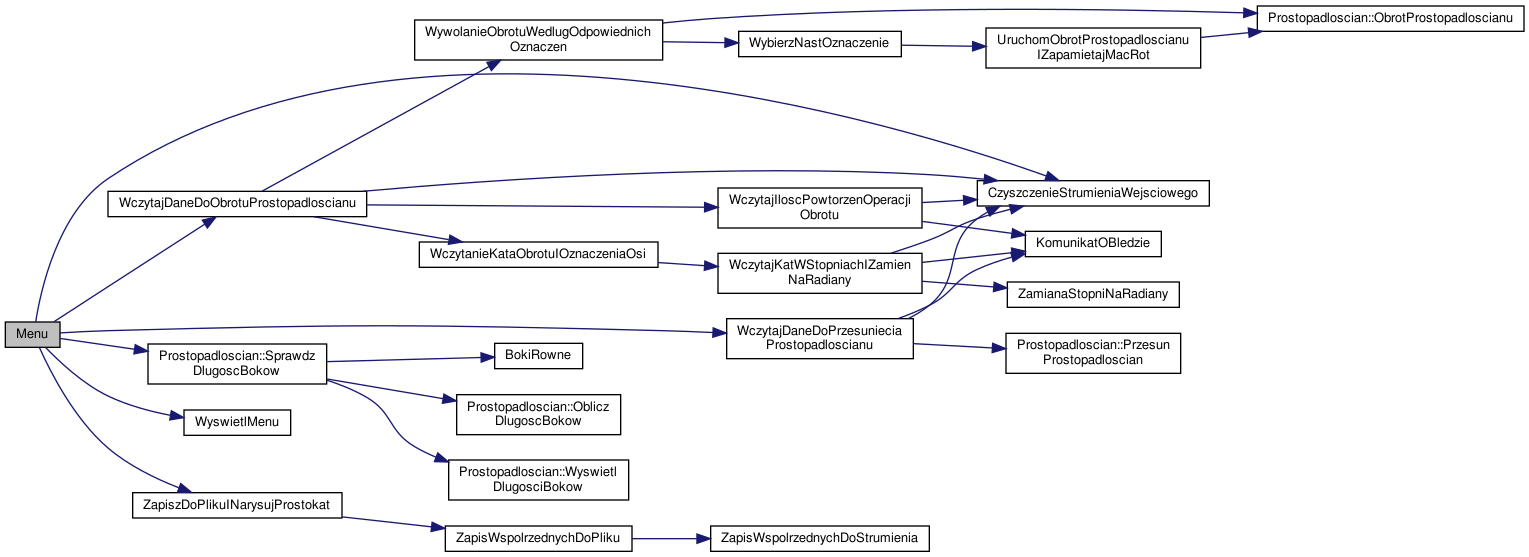 WywolanieObrotuWedlugOdpowiednich
Oznaczen
Prostopadloscian::ObrotProstopadloscianu
WybierzNastOznaczenie
UruchomObrotProstopadloscianu
IZapamietajMacRot
WczytajDaneDoObrotuProstopadloscianu
WczytajIloscPowtorzenOperacji
Obrotu
CzyszczenieStrumieniaWejsciowego
WczytanieKataObrotuIOznaczeniaOsi
WczytajKatWStopniachIZamien
NaRadiany
KomunikatOBledzie
ZamianaStopniNaRadiany
Menu
WczytajDaneDoPrzesuniecia
Prostopadloscianu
Prostopadloscian::Przesun
Prostopadloscian
Prostopadloscian::Sprawdz
DlugoscBokow
BokiRowne
Prostopadloscian::Oblicz
DlugoscBokow
WyswietlMenu
Prostopadloscian::Wyswietl
DlugosciBokow
ZapiszDoPlikuINarysujProstokat
ZapisWspolrzednychDoPliku
ZapisWspolrzednychDoStrumienia